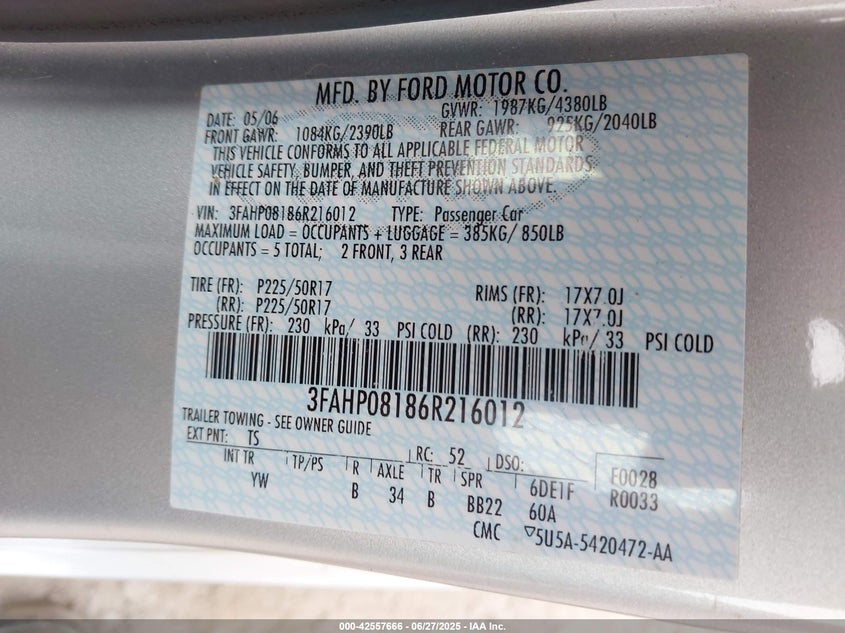 MFD. BY FORD MOTOR CO.
DATE: 05/06 GVWR: 1987KG/4380LB
FRONT GAWR: 1084KG/2390LB REAR GAWR: 925KG/2040LB
THIS VEHICLE CONFORMS TO ALL APPLICABLE FEDERAL MOTOR
VEHICLE SAFETY, BUMPER, AND THEFT PREVENTION STANDARDS
IN EFFECT ON THE DATE OF MANUFACTURE SHOWN ABOVE.
VIN: 3FAHP08186R216012 TYPE: Passenger Car
MAXIMUM LOAD = OCCUPANTS + LUGGAGE = 385KG/ 850LB
OCCUPANTS = 5 TOTAL; 2 FRONT, 3 REAR
TIRE (FR): P225/50R17 RIMS (FR): 17X7.0J
(RR): P225/50R17 (RR): 17X7.0J
PRESSURE (FR): 230 kPa/ 33 PSI COLD (RR): 230 kPa/ 33 PSI COLD
3FAHP08186R216012
TRAILER TOWING - SEE OWNER GUIDE
EXT PNT: TS RC: 52 DSO: E0028
INT TR TP/PS R AXLE TR SPR 6DE1F R0033
YW B 34 B BB22 60A
CMC 5U5A-5420472-AA
000-42557666 - 06/27/2025 - IAA Inc.